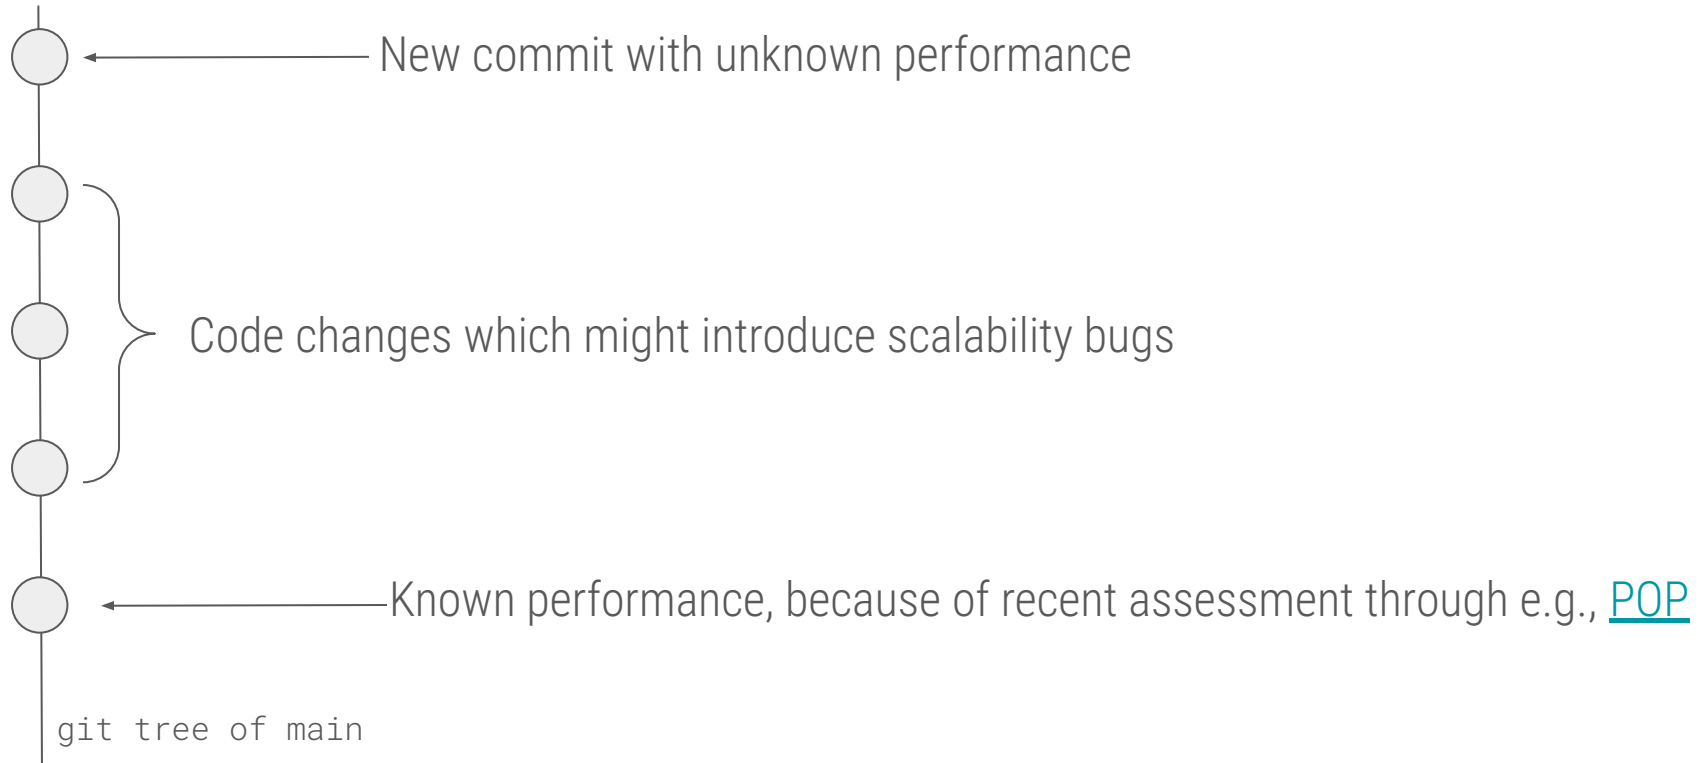 New commit with unknown performance
Code changes which might introduce scalability bugs
Known performance, because of recent assessment through e.g., POP
git tree of main